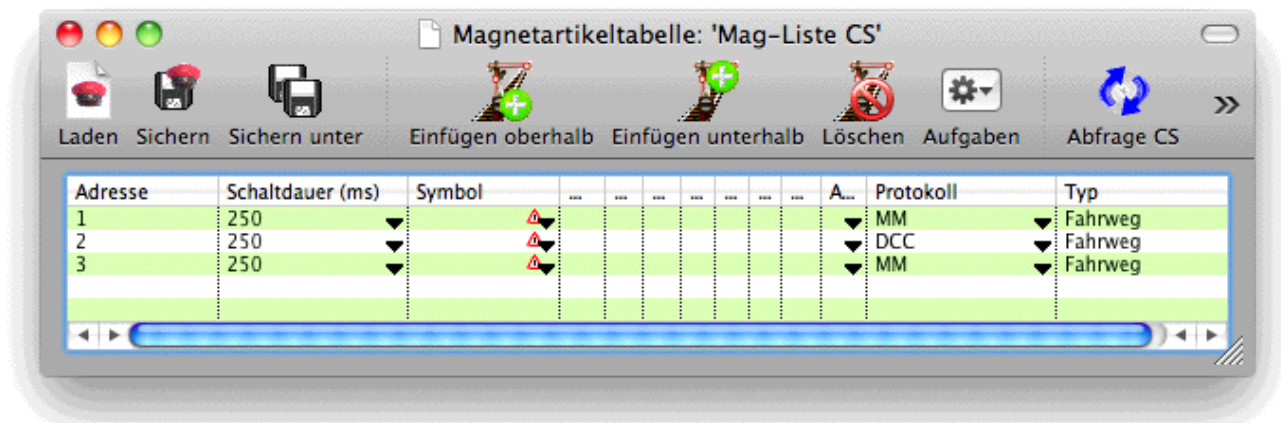 Magnetartikeltabelle: 'Mag-Liste CS'
Laden Sichern Sichern unter Einfügen oberhalb Einfügen unterhalb Löschen Aufgaben Abfrage CS »
Adresse Schaltdauer (ms) Symbol ... ... ... ... ... ... ... A... Protokoll Typ
1 250 MM Fahrweg
2 250 DCC Fahrweg
3 250 MM Fahrweg